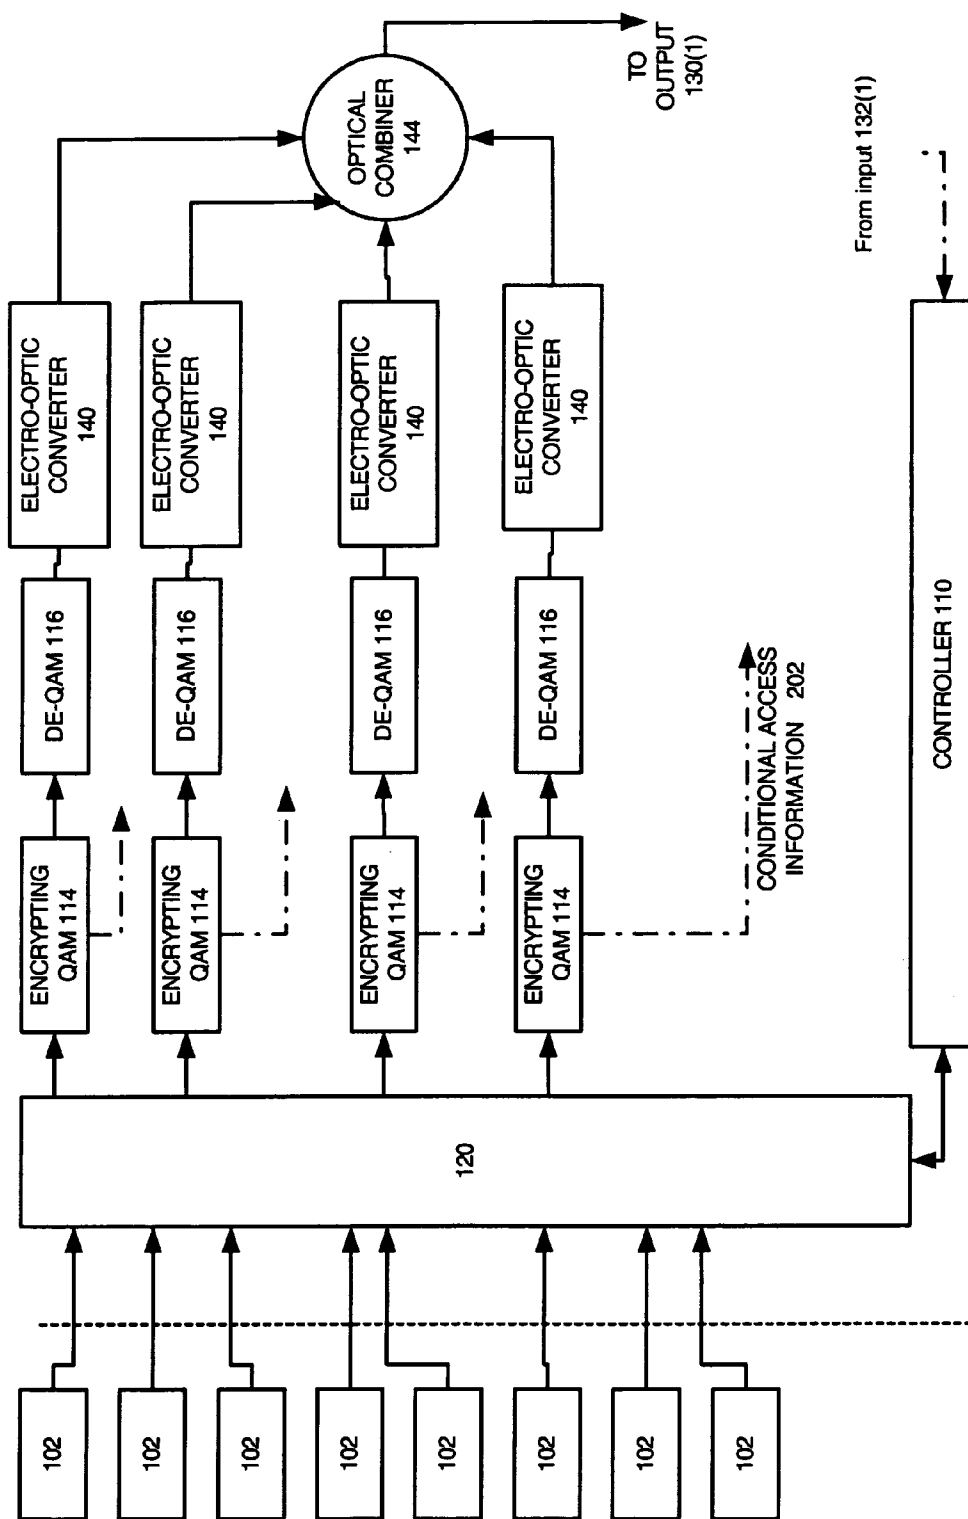 102
102
102
102
102
102
102
102
120
ENCRYPTING
QAM 114
ENCRYPTING
QAM 114
ENCRYPTING
QAM 114
ENCRYPTING
QAM 114
DE-QAM 116
DE-QAM 116
DE-QAM 116
DE-QAM 116
ELECTRO-OPTIC
CONVERTER
140
ELECTRO-OPTIC
CONVERTER
140
ELECTRO-OPTIC
CONVERTER
140
ELECTRO-OPTIC
CONVERTER
140
OPTICAL
COMBINER
144
TO
OUTPUT
130(1)
CONDITIONAL ACCESS
INFORMATION 202
From input 132(1)
CONTROLLER 110